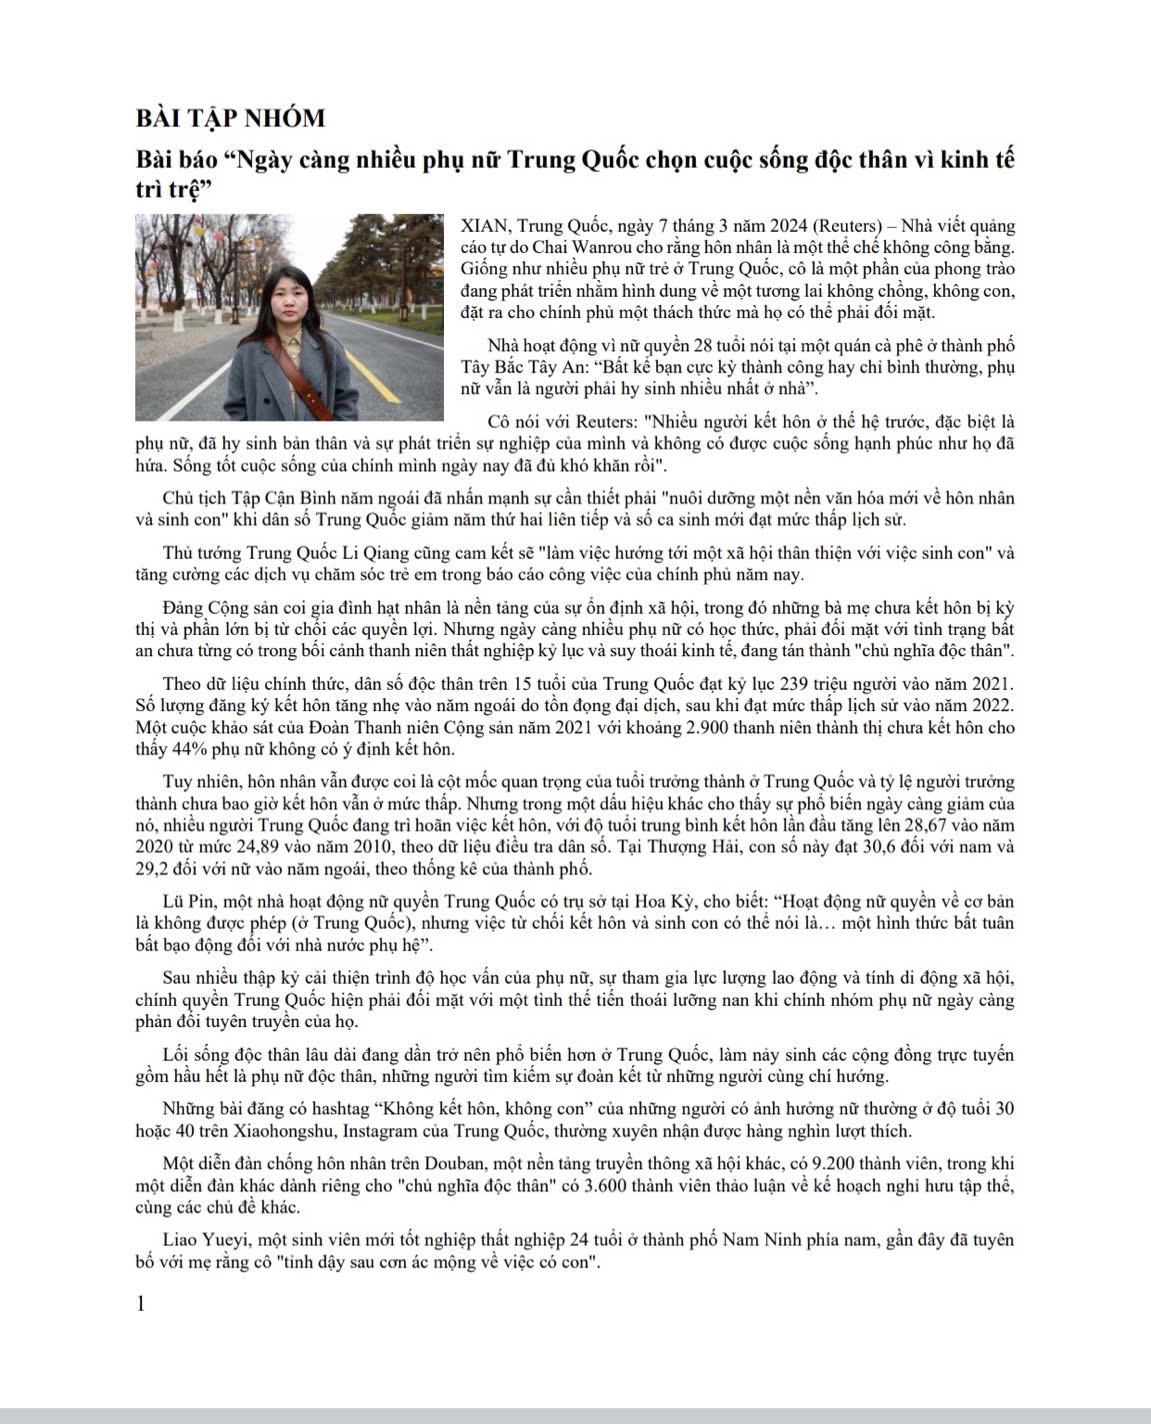 BÀI TẬP NHÓM
Bài báo “Ngày càng nhiều phụ nữ Trung Quốc chọn cuộc sống độc thân vì kinh tế
trì trệ”
XIAN, Trung Quốc, ngày 7 tháng 3 năm 2024 (Reuters) – Nhà viết quảng
cáo tự do Chai Wanrou cho rằng hôn nhân là một thể chế không công bằng.
Giống như nhiều phụ nữ trẻ ở Trung Quốc, cô là một phần của phong trào
đang phát triển nhằm hình dung về một tương lai không chồng, không con,
đặt ra cho chính phủ một thách thức mà họ có thể phải đối mặt.
Nhà hoạt động vì nữ quyền 28 tuổi nói tại một quán cà phê ở thành phố
Tây Bắc Tây An: “Bất kể bạn cực kỳ thành công hay chỉ bình thường, phụ
nữ vẫn là người phải hy sinh nhiều nhất ở nhà”.
Cô nói với Reuters: "Nhiều người kết hôn ở thế hệ trước, đặc biệt là
phụ nữ, đã hy sinh bản thân và sự phát triển sự nghiệp của mình và không có được cuộc sống hạnh phúc như họ đã
hứa. Sống tốt cuộc sống của chính mình ngày nay đã đủ khó khăn rồi".
Chủ tịch Tập Cận Bình năm ngoái đã nhấn mạnh sự cần thiết phải "nuôi dưỡng một nền văn hóa mới về hôn nhân
và sinh con" khi dân số Trung Quốc giảm năm thứ hai liên tiếp và số ca sinh mới đạt mức thấp lịch sử.
Thủ tướng Trung Quốc Li Qiang cũng cam kết sẽ "làm việc hướng tới một xã hội thân thiện với việc sinh con" và
tăng cường các dịch vụ chăm sóc trẻ em trong báo cáo công việc của chính phủ năm nay.
Đảng Cộng sản coi gia đình hạt nhân là nền tảng của sự ổn định xã hội, trong đó những bà mẹ chưa kết hôn bị kỳ
thị và phần lớn bị từ chối các quyền lợi. Nhưng ngày càng nhiều phụ nữ có học thức, phải đối mặt với tình trạng bất
an chưa từng có trong bối cảnh thanh niên thất nghiệp kỷ lục và suy thoái kinh tế, đang tán thành "chủ nghĩa độc thân".
Theo dữ liệu chính thức, dân số độc thân trên 15 tuổi của Trung Quốc đạt kỷ lục 239 triệu người vào năm 2021.
Số lượng đăng ký kết hôn tăng nhẹ vào năm ngoái do tồn đọng đại dịch, sau khi đạt mức thấp lịch sử vào năm 2022.
Một cuộc khảo sát của Đoàn Thanh niên Cộng sản năm 2021 với khoảng 2.900 thanh niên thành thị chưa kết hôn cho
thấy 44% phụ nữ không có ý định kết hôn.
Tuy nhiên, hôn nhân vẫn được coi là cột mốc quan trọng của tuổi trưởng thành ở Trung Quốc và tỷ lệ người trưởng
thành chưa bao giờ kết hôn vẫn ở mức thấp. Nhưng trong một dấu hiệu khác cho thấy sự phổ biến ngày càng giảm của
nó, nhiều người Trung Quốc đang trì hoãn việc kết hôn, với độ tuổi trung bình kết hôn lần đầu tăng lên 28,67 vào năm
2020 từ mức 24,89 vào năm 2010, theo dữ liệu điều tra dân số. Tại Thượng Hải, con số này đạt 30,6 đối với nam và
29,2 đối với nữ vào năm ngoái, theo thống kê của thành phố.
Lü Pin, một nhà hoạt động nữ quyền Trung Quốc có trụ sở tại Hoa Kỳ, cho biết: “Hoạt động nữ quyền về cơ bản
là không được phép (ở Trung Quốc), nhưng việc từ chối kết hôn và sinh con có thể nói là… một hình thức bất tuân
bất bạo động đối với nhà nước phụ hệ”.
Sau nhiều thập kỷ cải thiện trình độ học vấn của phụ nữ, sự tham gia lực lượng lao động và tính di động xã hội,
chính quyền Trung Quốc hiện phải đối mặt với một tình thế tiến thoái lưỡng nan khi chính nhóm phụ nữ ngày càng
phản đối tuyên truyền của họ.
Lối sống độc thân lâu dài đang dần trở nên phổ biến hơn ở Trung Quốc, làm nảy sinh các cộng đồng trực tuyến
gồm hầu hết là phụ nữ độc thân, những người tìm kiếm sự đoàn kết từ những người cùng chí hướng.
Những bài đăng có hashtag “Không kết hôn, không con” của những người có ảnh hưởng nữ thường ở độ tuổi 30
hoặc 40 trên Xiaohongshu, Instagram của Trung Quốc, thường xuyên nhận được hàng nghìn lượt thích.
Một diễn đàn chống hôn nhân trên Douban, một nền tảng truyền thông xã hội khác, có 9.200 thành viên, trong khi
một diễn đàn khác dành riêng cho "chủ nghĩa độc thân" có 3.600 thành viên thảo luận về kế hoạch nghỉ hưu tập thể,
cùng các chủ đề khác.
Liao Yueyi, một sinh viên mới tốt nghiệp thất nghiệp 24 tuổi ở thành phố Nam Ninh phía nam, gần đây đã tuyên
bố với mẹ rằng cô "tỉnh dậy sau cơn ác mộng về việc có con".
1